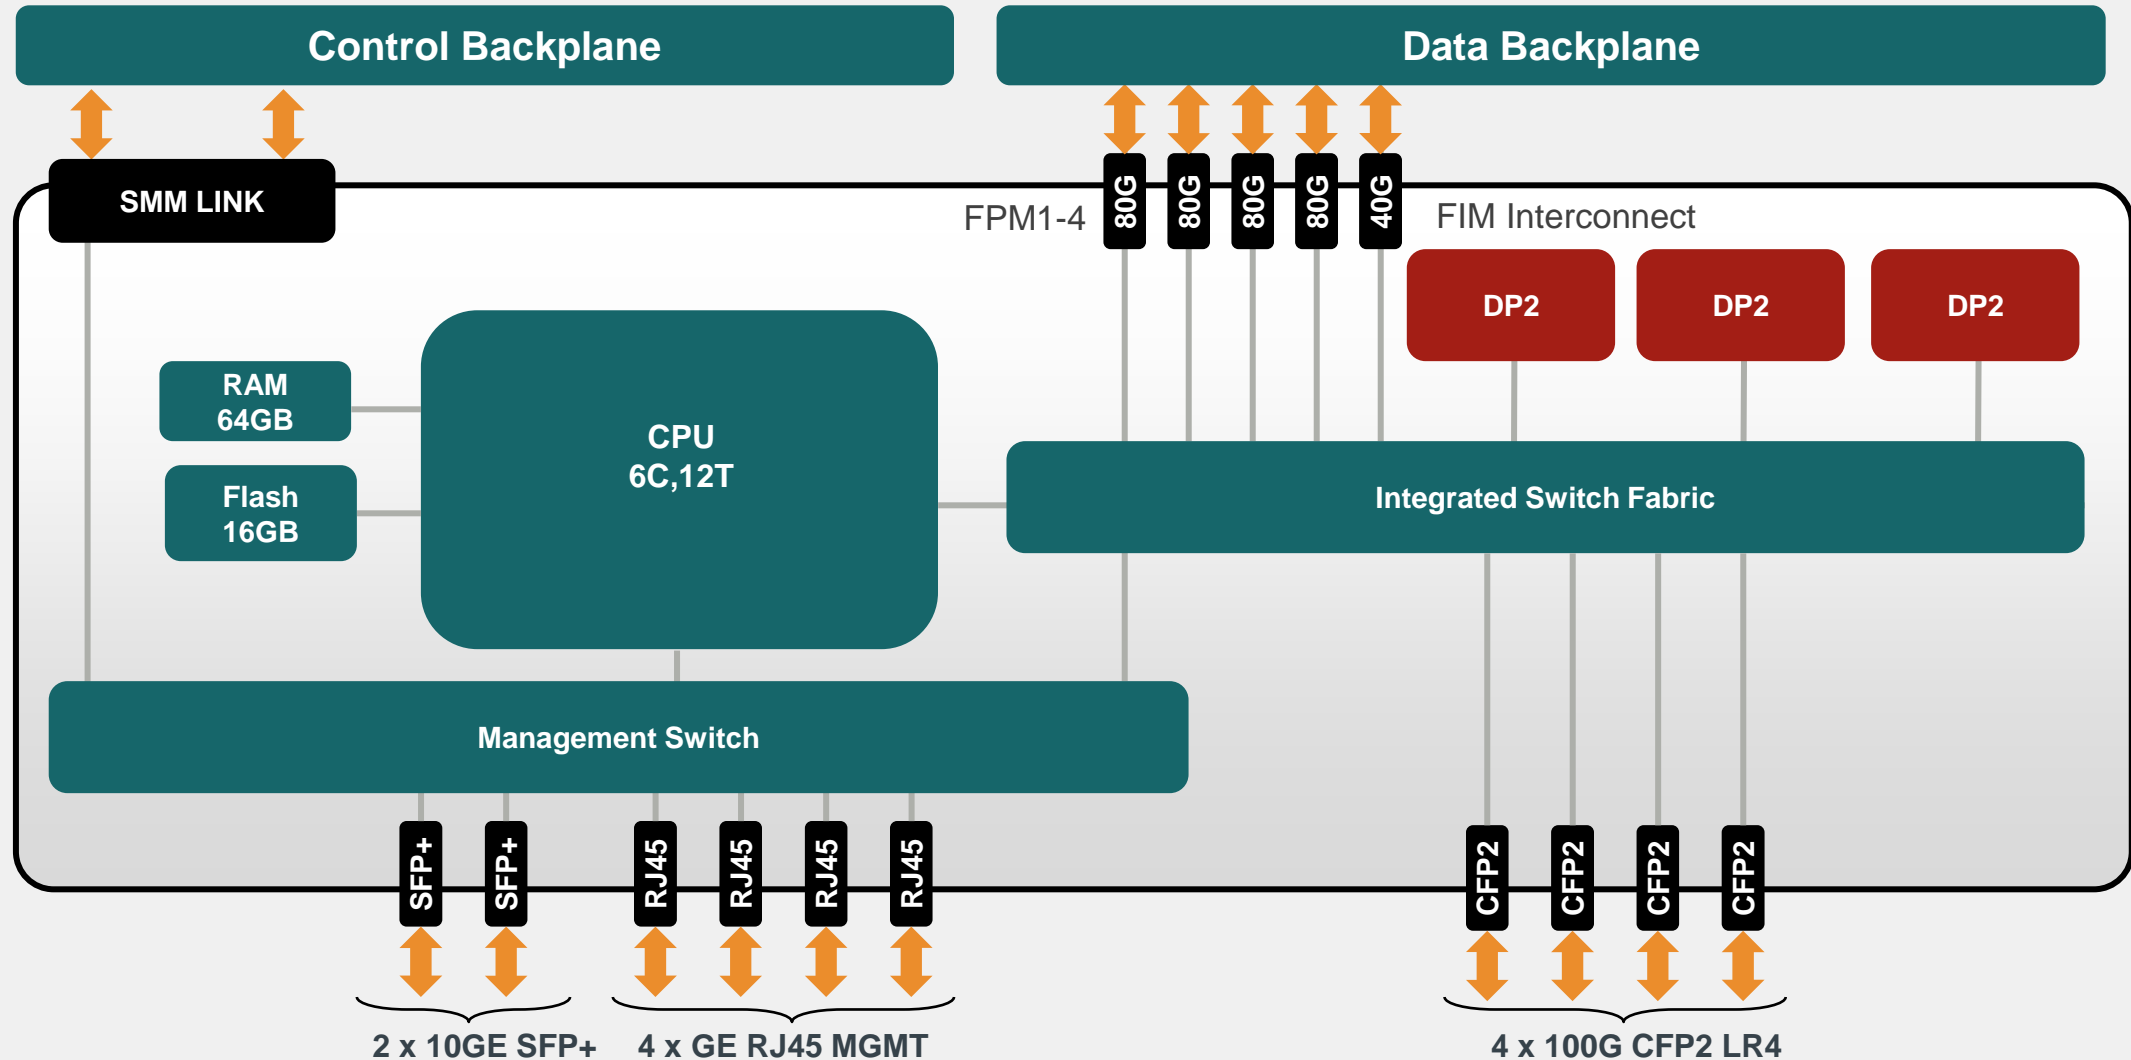 Control Backplane
Data Backplane
SMM LINK
FPM1-4
80G
80G
80G
80G
40G
FIM Interconnect
DP2
DP2
DP2
RAM
64GB
CPU
6C,12T
Flash
16GB
Integrated Switch Fabric
Management Switch
SFP+
SFP+
RJ45
RJ45
RJ45
RJ45
CFP2
CFP2
CFP2
CFP2
2 x 10GE SFP+
4 x GE RJ45 MGMT
4 x 100G CFP2 LR4